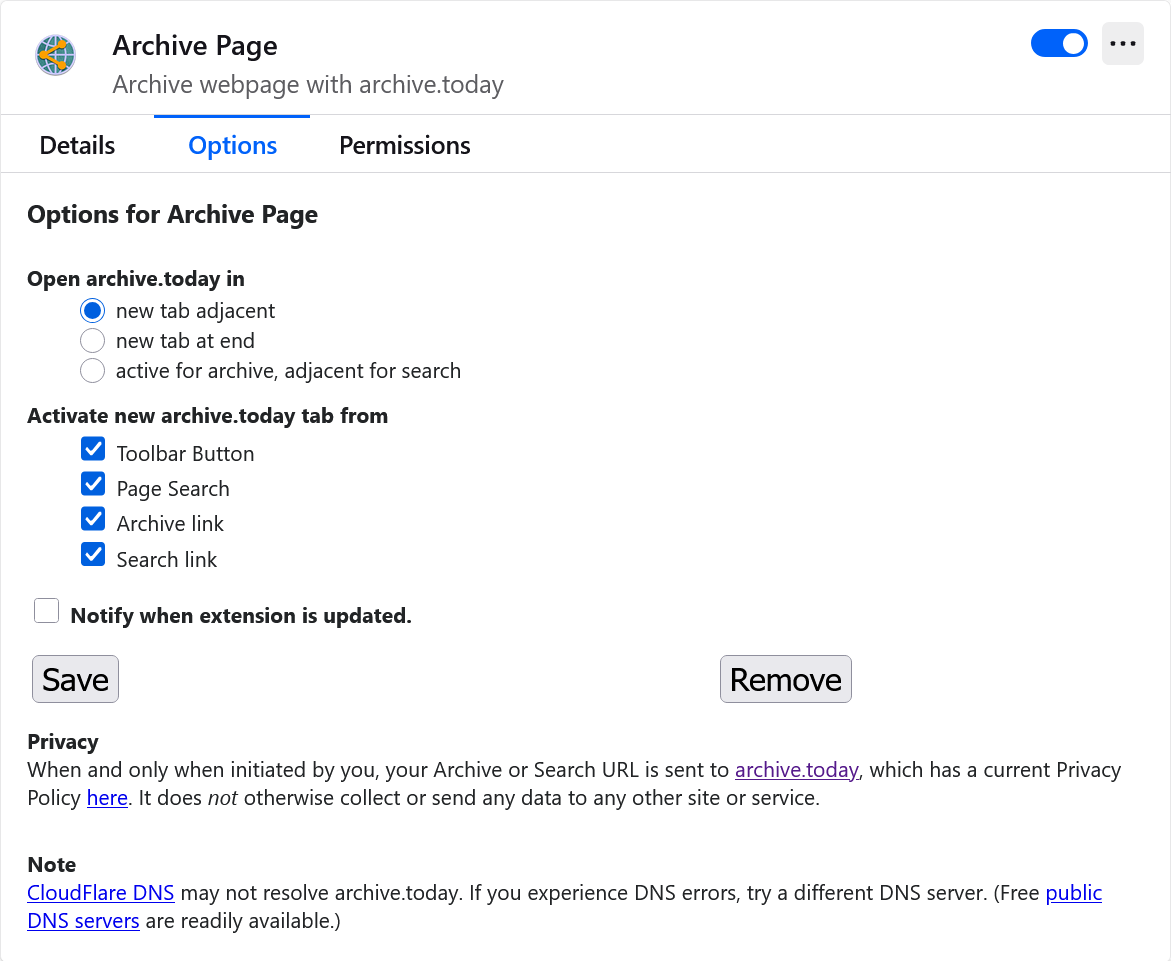 Archive Page
Archive webpage with archive.today
Details Options Permissions
Options for Archive Page
Open archive.today in
new tab adjacent
new tab at end
active for archive, adjacent for search
Activate new archive.today tab from
Toolbar Button
Page Search
Archive link
Search link
Notify when extension is updated.
Save Remove
Privacy
When and only when initiated by you, your Archive or Search URL is sent to archive.today, which has a current Privacy
Policy here. It does not otherwise collect or send any data to any other site or service.
Note
CloudFlare DNS may not resolve archive.today. If you experience DNS errors, try a different DNS server. (Free public
DNS servers are readily available.)